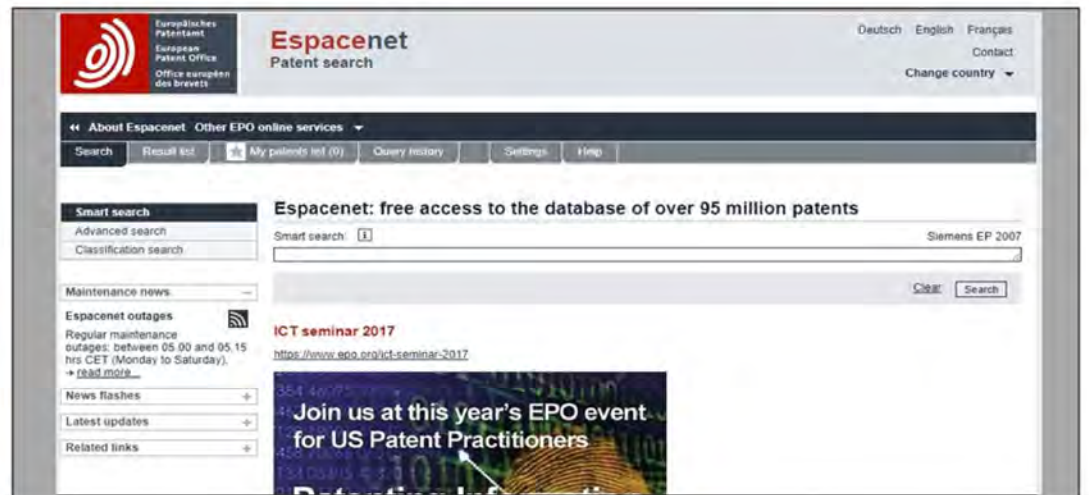 Europäisches
Patentamt
European
Patent Office
Office européen
des brevets
Espacenet
Patent search
Deutsch English Français
Contact
Change country
About Espacenet Other EPO online services
Search Result list My patents list (0) Query history Settings Help
Smart search
Advanced search
Classification search
Maintenance news
Espacenet outages
Regular maintenance
outages: between 05.00 and 05.15
hrs CET (Monday to Saturday).
read more...
News flashes +
Latest updates +
Related links +
Espacenet: free access to the database of over 95 million patents
Smart search: i Siemens EP 2007
Clear Search
ICT seminar 2017
https://www.epo.org/ict-seminar-2017
Join us at this year's EPO event
for US Patent Practitioners